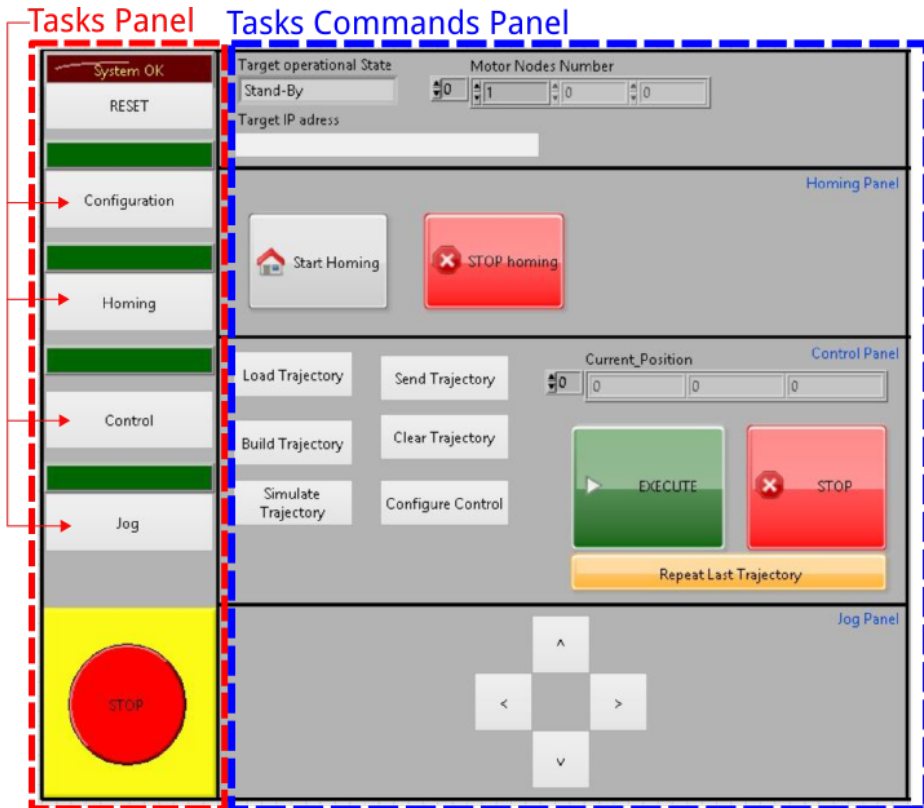 Tasks Panel
Tasks Commands Panel
System OK
RESET
Configuration
Homing
Control
Jog
STOP
Target operational State
Motor Nodes Number
Stand-By
0
1
0
0
Target IP adress
Homing Panel
Start Homing
STOP homing
Control Panel
Load Trajectory
Send Trajectory
Current_Position
0
0
0
0
Build Trajectory
Clear Trajectory
Simulate
Trajectory
Configure Control
EXECUTE
STOP
Repeat Last Trajectory
Jog Panel
^
<
>
v